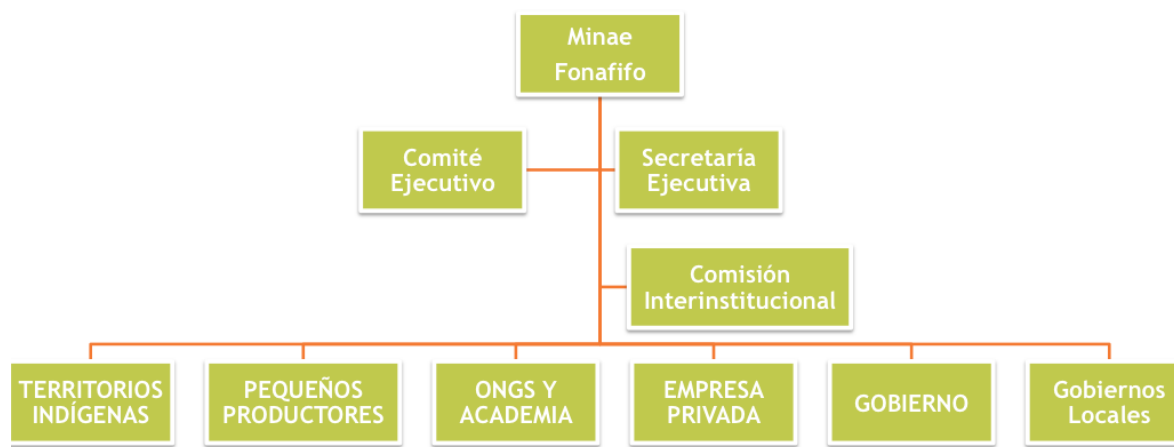 Minae
Fonafifo
Comité
Ejecutivo
Secretaría
Ejecutiva
Comisión
Interinstitucional
TERRITORIOS
INDÍGENAS
PEQUEÑOS
PRODUCTORES
ONGS Y
ACADEMIA
EMPRESA
PRIVADA
GOBIERNO
Gobiernos
Locales